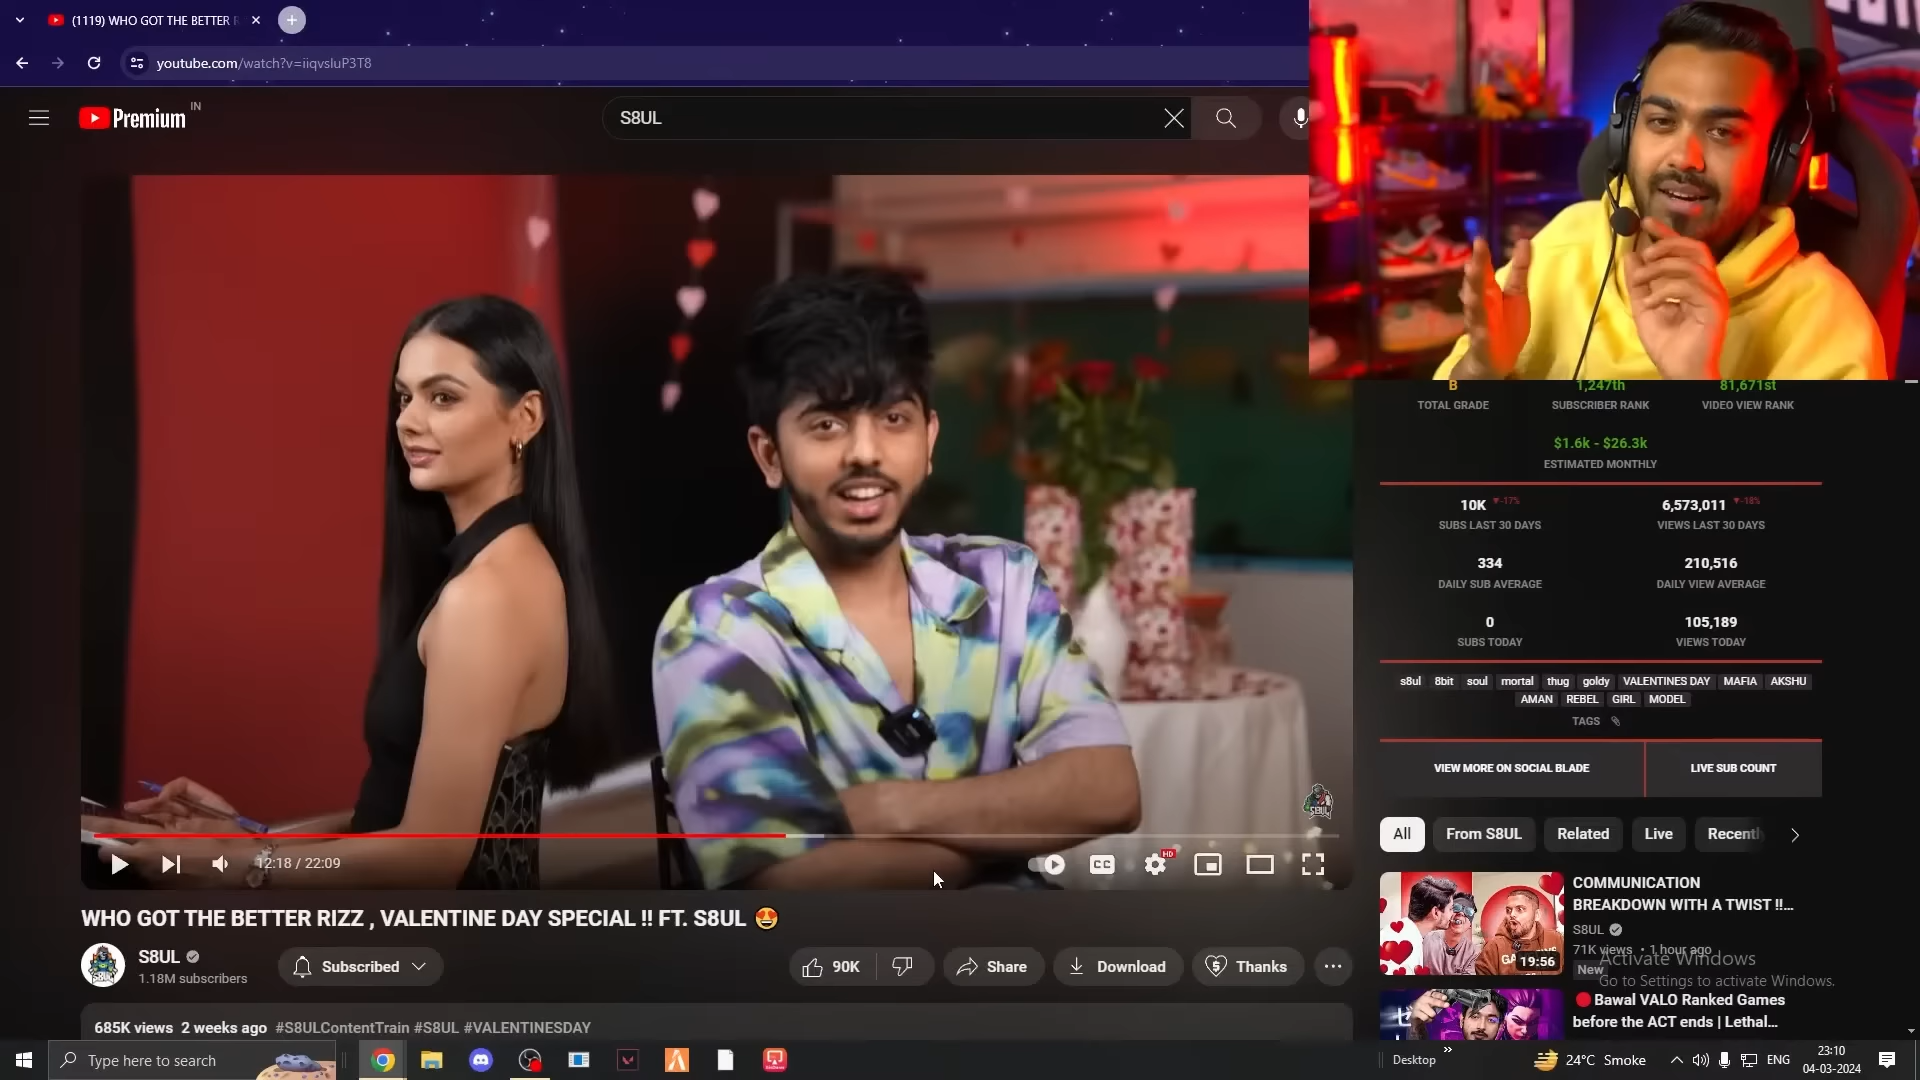 (1119) WHO GOT THE BETTER
youtube.com/watch?v=iiqvsluP3T8
Premium
IN
S8UL
B
1,247th
81,671st
TOTAL GRADE
SUBSCRIBER RANK
VIDEO VIEW RANK
$1.6k - $26.3k
ESTIMATED MONTHLY
10K ▼-17%
6,573,011 ▼-18%
SUBS LAST 30 DAYS
VIEWS LAST 30 DAYS
334
210,516
DAILY SUB AVERAGE
DAILY VIEW AVERAGE
0
105,189
SUBS TODAY
VIEWS TODAY
s8ul 8bit soul mortal thug goldy VALENTINES DAY MAFIA AKSHU
AMAN REBEL GIRL MODEL
TAGS
VIEW MORE ON SOCIAL BLADE
LIVE SUB COUNT
S8UL
12:18 / 22:09
CC
HD
All
From S8UL
Related
Live
WHO GOT THE BETTER RIZZ , VALENTINE DAY SPECIAL !! FT. S8UL 😍
S8UL
1.18M subscribers
Subscribed
90K
Share
Download
Thanks
685K views 2 weeks ago #S8ULContentTrain #S8UL #VALENTINESDAY
COMMUNICATION
BREAKDOWN WITH A TWIST !!...
S8UL
71K views • 1 hour ago
New
19:56
Activate Windows
Go to Settings to activate Windows.
Bawal VALO Ranked Games
before the ACT ends | Lethal...
Type here to search
Desktop
24°C Smoke
ENG
23:10
04-03-2024